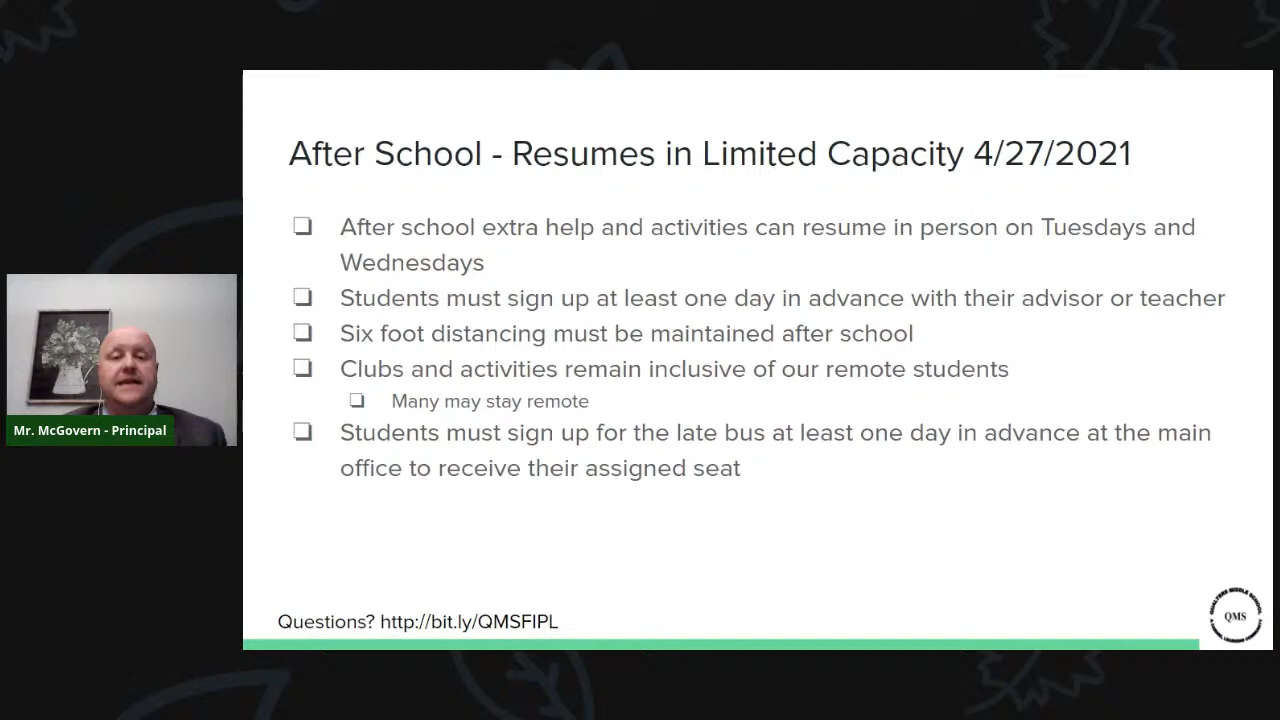 After School - Resumes in Limited Capacity 4/27/2021
After school extra help and activities can resume in person on Tuesdays and
Wednesdays
Students must sign up at least one day in advance with their advisor or teacher
Six foot distancing must be maintained after school
Clubs and activities remain inclusive of our remote students
Many may stay remote
Students must sign up for the late bus at least one day in advance at the main
office to receive their assigned seat
Mr. McGovern - Principal
Questions? http://bit.ly/QMSFIPL
QUALTERS MIDDLE SCHOOL
QMS